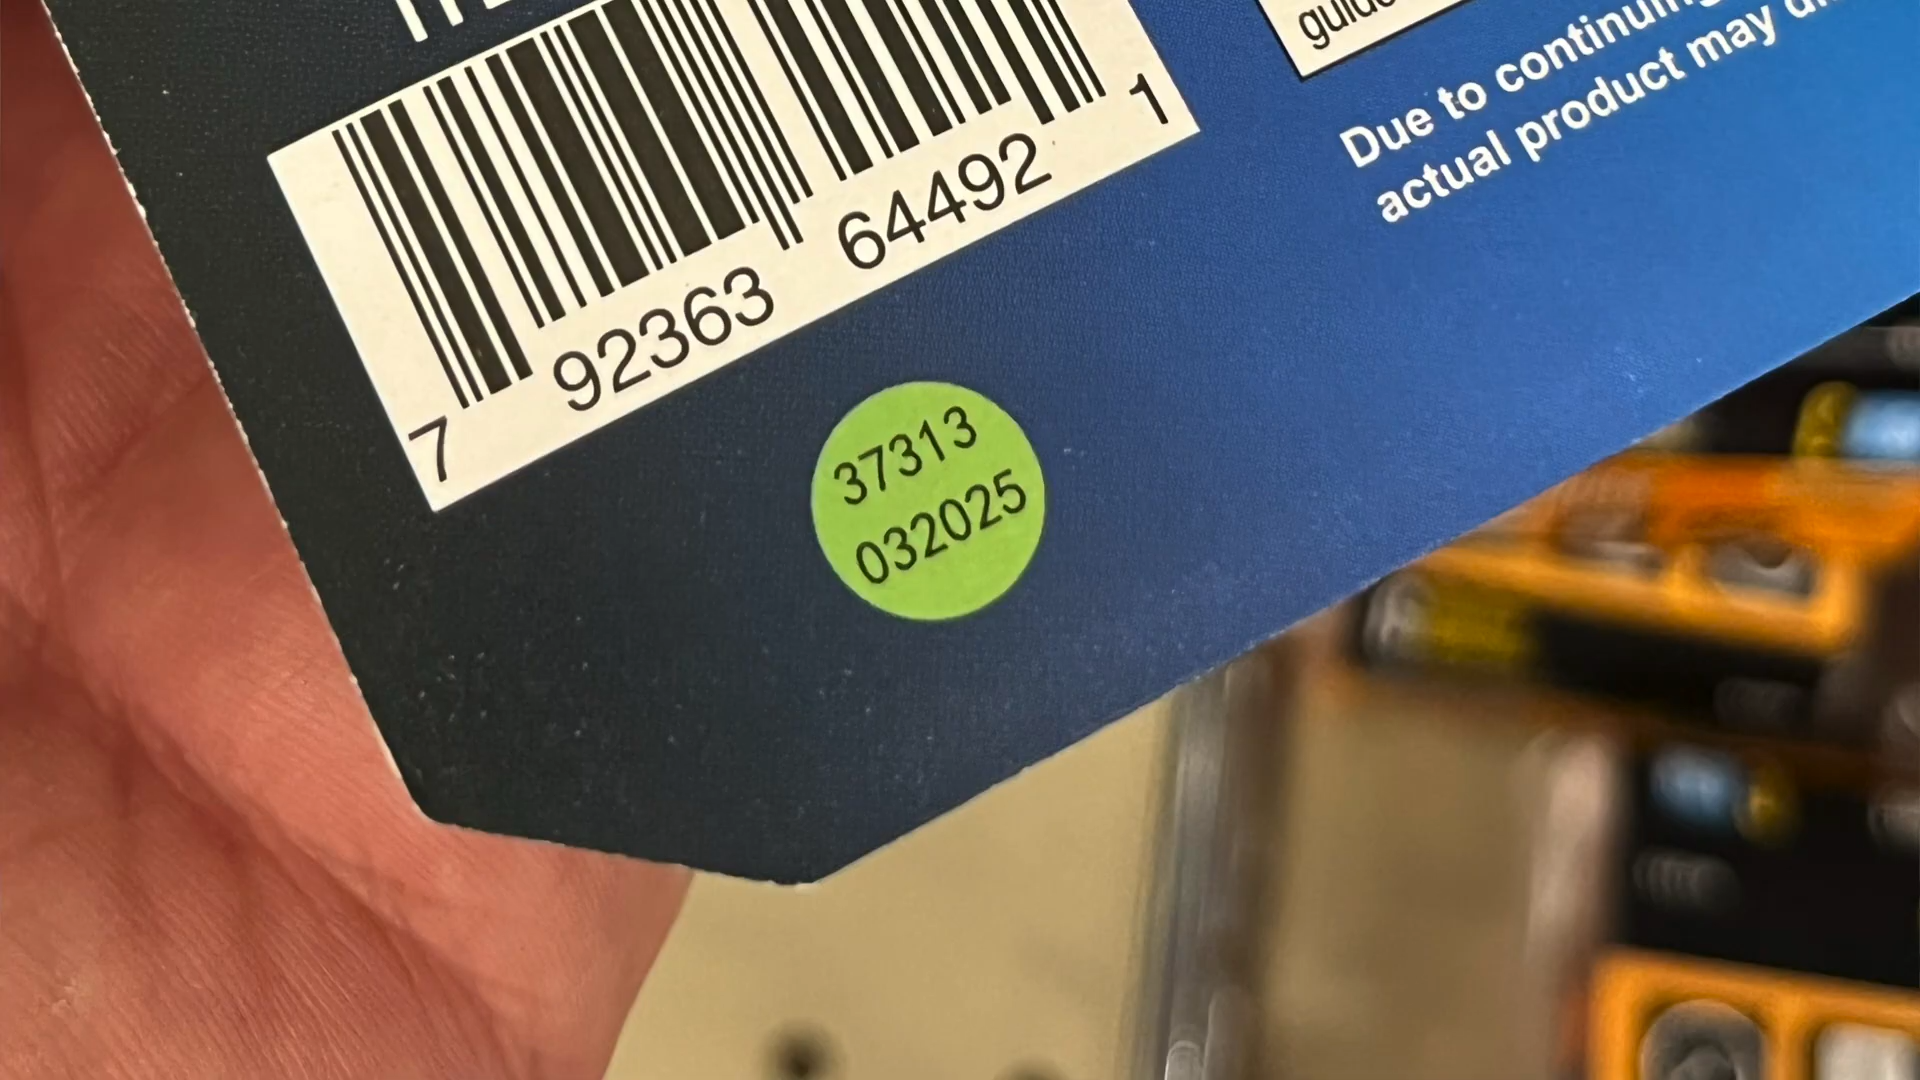 7 92363 64492 1
guide
Due to continuing
actual product may
37313
032025